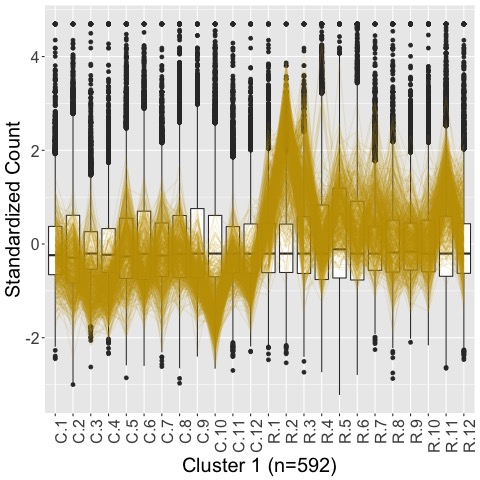 Standardized Count
4
2
0
-2
C.1
C.2
C.3
C.4
C.5
C.6
C.7
C.8
C.9
C.10
C.11
C.12
R.1
R.2
R.3
R.4
R.5
R.6
R.7
R.8
R.9
R.10
R.11
R.12
Cluster 1 (n=592)